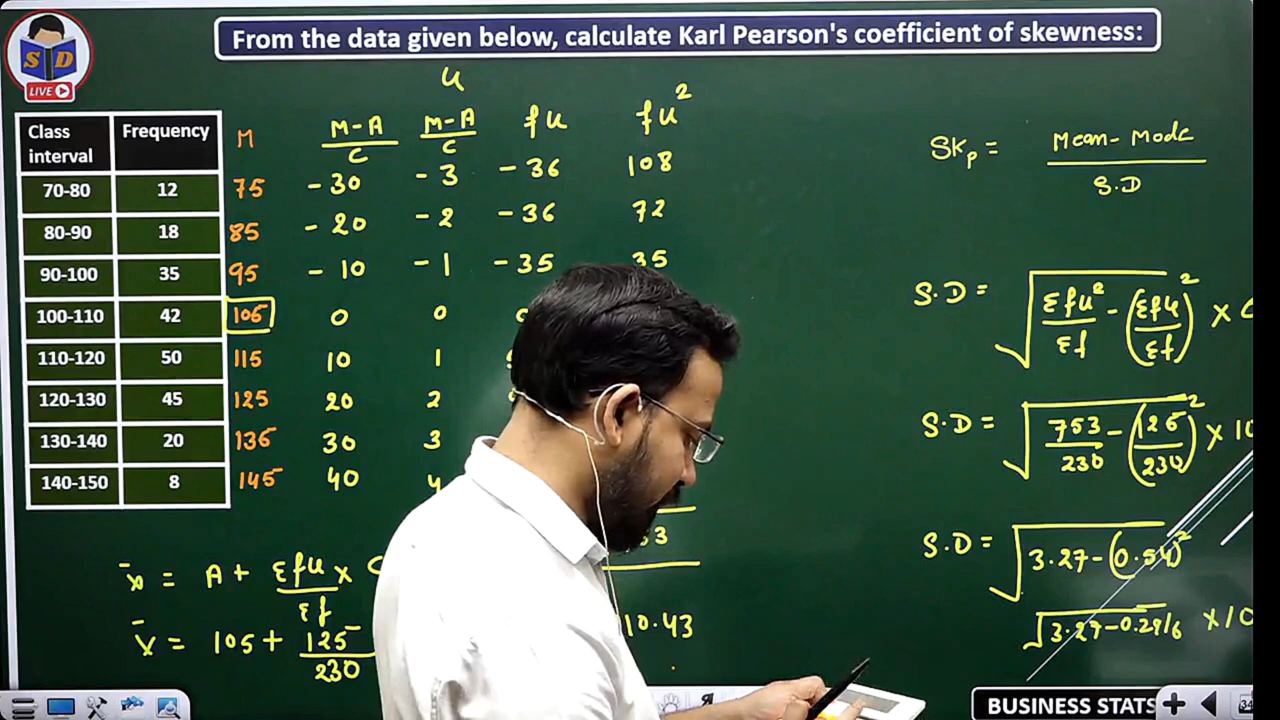 From the data given below, calculate Karl Pearson's coefficient of skewness:
S D
LIVE
u
Class interval Frequency M M-A/C M-A/C fu fu²
70-80 12 75 -30 -3 -36 108
80-90 18 85 -20 -2 -36 72
90-100 35 95 -10 -1 -35 35
100-110 42 105 0 0
110-120 50 115 10 1
120-130 45 125 20 2
130-140 20 135 30 3
140-150 8 145 40 4
x̄ = A + Σfu/Σf x
x̄ = 105 + 125/230
10.43
SKp = Mean - Mode/S.D
S.D = √Σfu²/Σf - (Σfu/Σf)² x C
S.D = √753/230 - (125/230)² x 10
S.D = √3.27 - (0.54)²
√3.27-0.2916 x 10
BUSINESS STATS